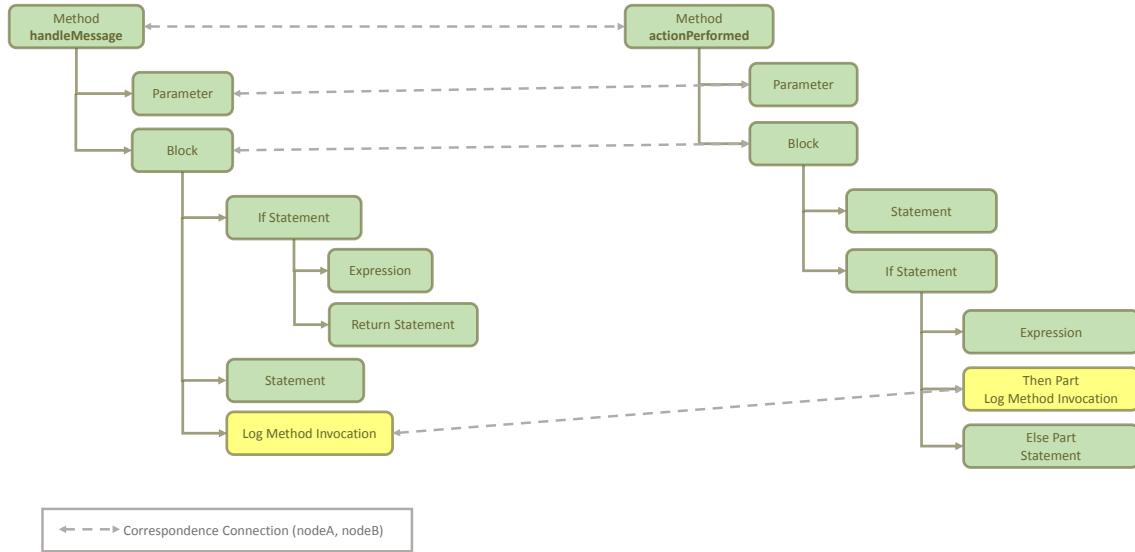 Method
handleMessage
Method
actionPerformed
Parameter
Parameter
Block
Block
If Statement
Statement
Expression
If Statement
Return Statement
Expression
Statement
Then Part
Log Method Invocation
Log Method Invocation
Else Part
Statement
Correspondence Connection (nodeA, nodeB)